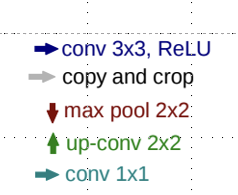 conv 3x3, ReLU
copy and crop
max pool 2x2
up-conv 2x2
conv 1x1